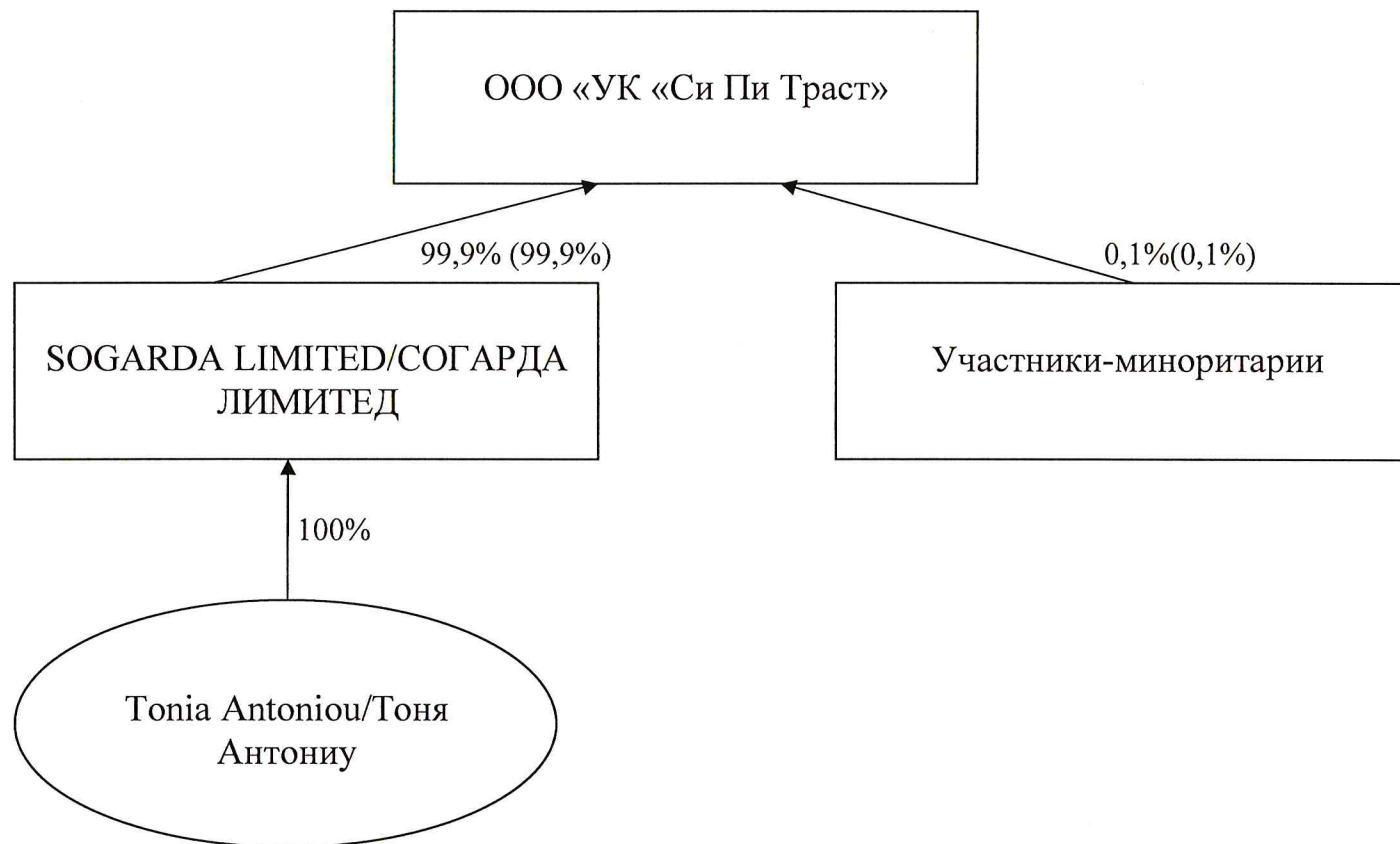 ООО «УК «Си Пи Траст»
99,9% (99,9%)
0,1%(0,1%)
SOGARDA LIMITED/СОГАРДА
ЛИМИТЕД
Участники-миноритарии
100%
Tonia Antoniou/Тоня
Антониу